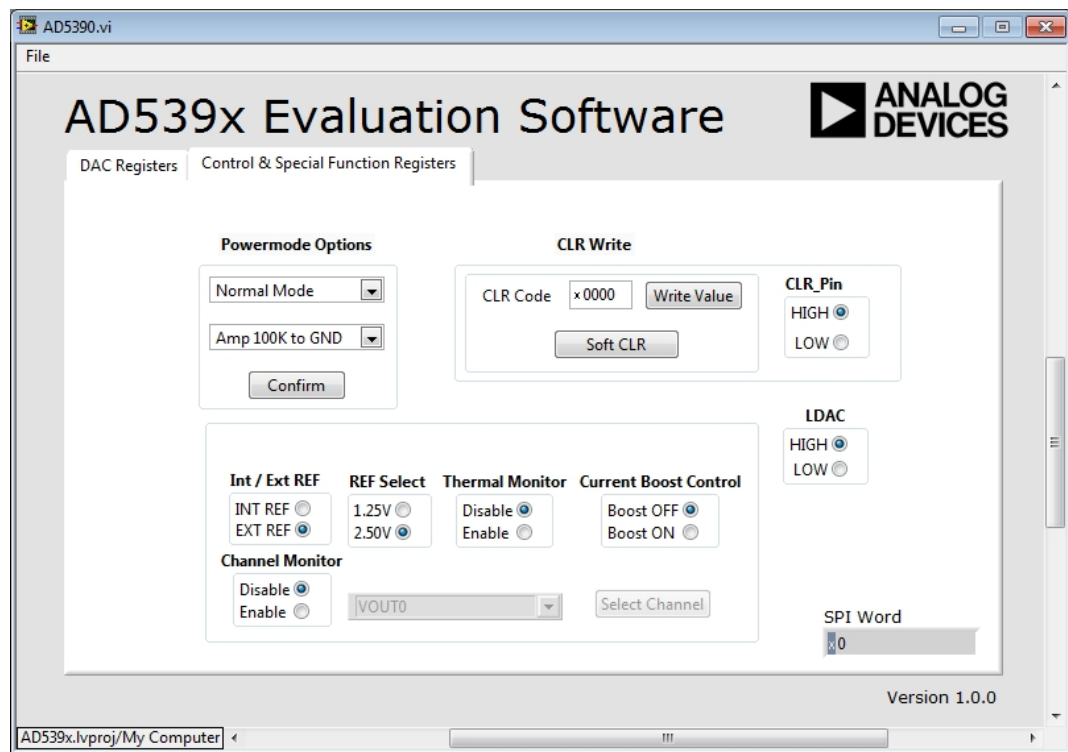 AD5390.vi
File
AD539x Evaluation Software
ANALOG
DEVICES
DAC Registers
Control & Special Function Registers
Powermode Options
Normal Mode
Amp 100K to GND
Confirm
CLR Write
CLR Code
x 0000
Write Value
Soft CLR
CLR_Pin
HIGH
LOW
LDAC
HIGH
LOW
Int / Ext REF
INT REF
EXT REF
REF Select
1.25V
2.50V
Thermal Monitor
Disable
Enable
Current Boost Control
Boost OFF
Boost ON
Channel Monitor
Disable
Enable
VOUT0
Select Channel
SPI Word
x 0
Version 1.0.0
AD539x.lvproj/My Computer